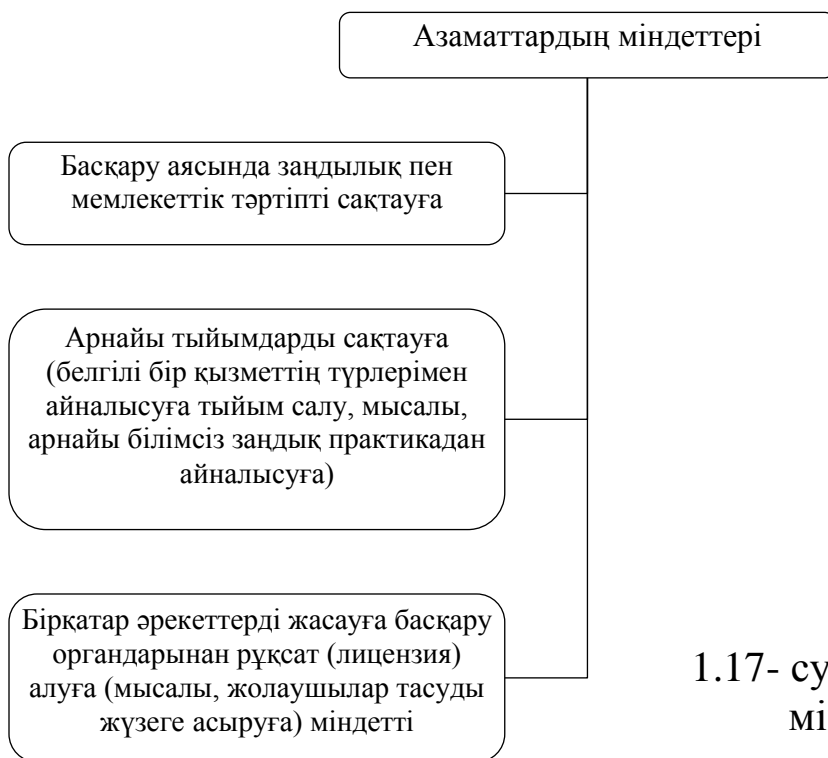 Азаматтардың міндеттері
Басқару аясында заңдылық пен
мемлекеттік тәртіпті сақтауға
Арнайы тыйымдарды сақтауға
(белгілі бір қызметтің түрлерімен
айналысуға тыйым салу, мысалы,
арнайы білімсіз заңдық практикадан
айналысуға)
Бірқатар әрекеттерді жасауға басқару
органдарынан рұқсат (лицензия)
алуға (мысалы, жолаушылар тасуды
жүзеге асыруға) міндетті
1.17- су
мі